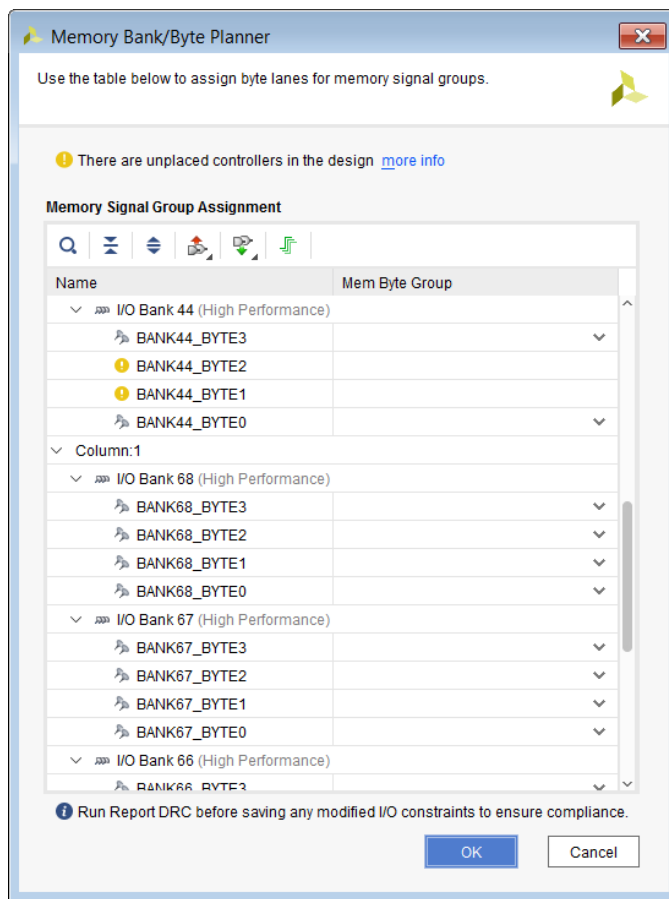 Memory Bank/Byte Planner
Use the table below to assign byte lanes for memory signal groups.
There are unplaced controllers in the design more info
Memory Signal Group Assignment
Name Mem Byte Group
I/O Bank 44 (High Performance)
BANK44_BYTE3
BANK44_BYTE2
BANK44_BYTE1
BANK44_BYTE0
Column:1
I/O Bank 68 (High Performance)
BANK68_BYTE3
BANK68_BYTE2
BANK68_BYTE1
BANK68_BYTE0
I/O Bank 67 (High Performance)
BANK67_BYTE3
BANK67_BYTE2
BANK67_BYTE1
BANK67_BYTE0
I/O Bank 66 (High Performance)
BANK66_BYTE3
Run Report DRC before saving any modified I/O constraints to ensure compliance.
OK Cancel